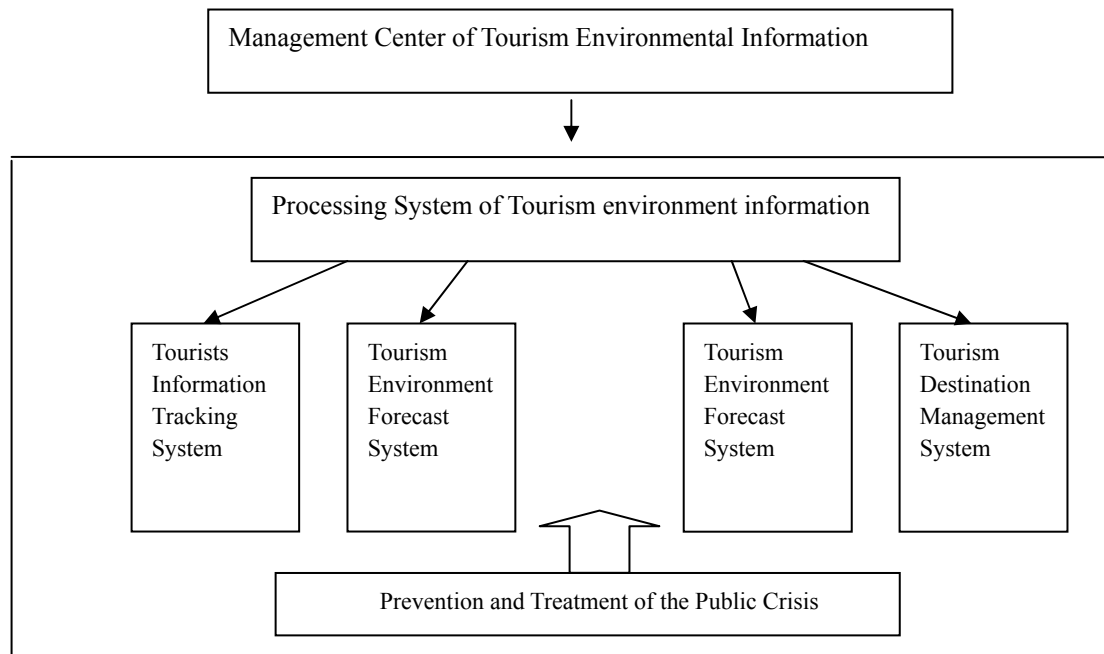 Management Center of Tourism Environmental Information
Processing System of Tourism environment information
Tourists
Information
Tracking
System
Tourism
Environment
Forecast
System
Tourism
Environment
Forecast
System
Tourism
Destination
Management
System
Prevention and Treatment of the Public Crisis